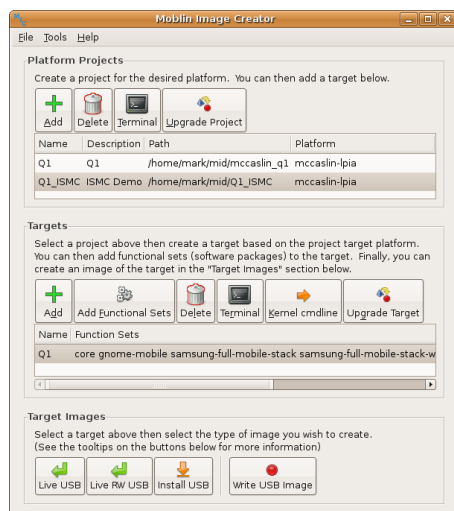 Moblin Image Creator
File Tools Help
Platform Projects
Create a project for the desired platform. You can then add a target below.
Add Delete Terminal Upgrade Project
Name Description Path Platform
Q1 Q1 /home/mark/mid/mccaslin_q1 mccaslin-lpia
Q1_ISMC ISMC Demo /home/mark/mid/Q1_ISMC mccaslin-lpia
Targets
Select a project above then create a target based on the project target platform.
You can then add functional sets (software packages) to the target. Finally, you can
create an image of the target in the "Target Images" section below.
Add Add Functional Sets Delete Terminal Kernel cmdline Upgrade Target
Name Function Sets
Q1 core gnome-mobile samsung-full-mobile-stack samsung-full-mobile-stack-w
Target Images
Select a target above then select the type of image you wish to create.
(See the tooltips on the buttons below for more information)
Live USB Live RW USB Install USB Write USB Image